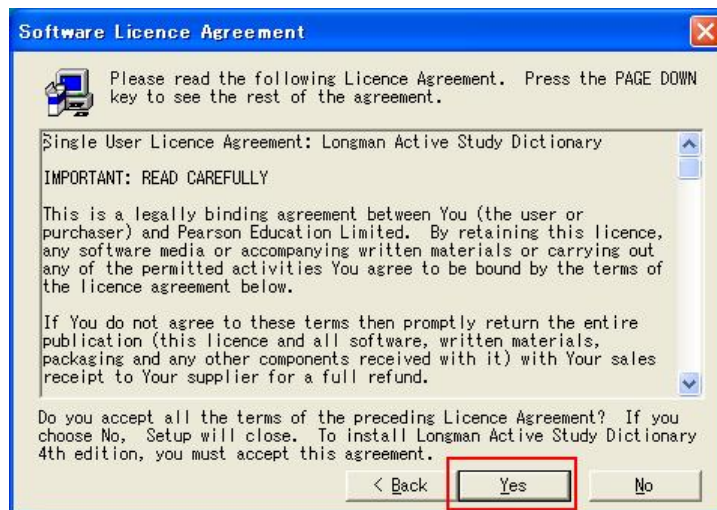 Software Licence Agreement
Please read the following Licence Agreement. Press the PAGE DOWN
key to see the rest of the agreement.
Single User Licence Agreement: Longman Active Study Dictionary
IMPORTANT: READ CAREFULLY
This is a legally binding agreement between You (the user or
purchaser) and Pearson Education Limited. By retaining this licence,
any software media or accompanying written materials or carrying out
any of the permitted activities You agree to be bound by the terms of
the licence agreement below.
If You do not agree to these terms then promptly return the entire
publication (this licence and all software, written materials,
packaging and any other components received with it) with Your sales
receipt to Your supplier for a full refund.
Do you accept all the terms of the preceding Licence Agreement? If you
choose No, Setup will close. To install Longman Active Study Dictionary
4th edition, you must accept this agreement.
< Back Yes No